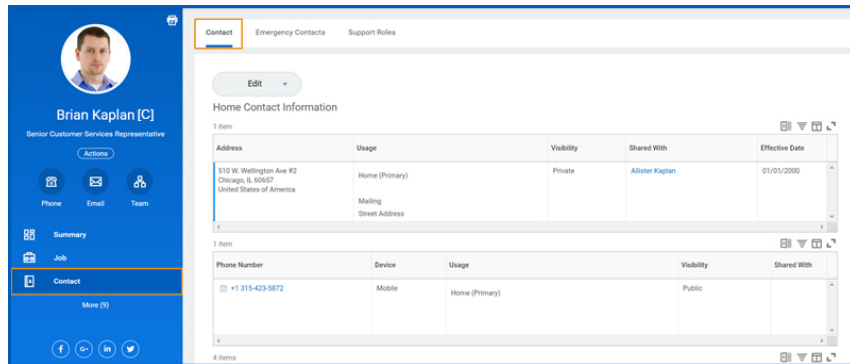 Brian Kaplan [C]
Senior Customer Services Representative
Actions
Phone Email Team
Summary
Job
Contact
More (9)
Contact Emergency Contacts Support Roles
Edit
Home Contact Information
1 item
Address Usage Visibility Shared With Effective Date
510 W. Wellington Ave #2
Chicago, IL 60657
United States of America
Home (Primary)
Mailing
Street Address
Private
Allister Kaplan
01/01/2000
1 item
Phone Number Device Usage Visibility Shared With
+1 315-423-5872 Mobile Home (Primary) Public
4 items